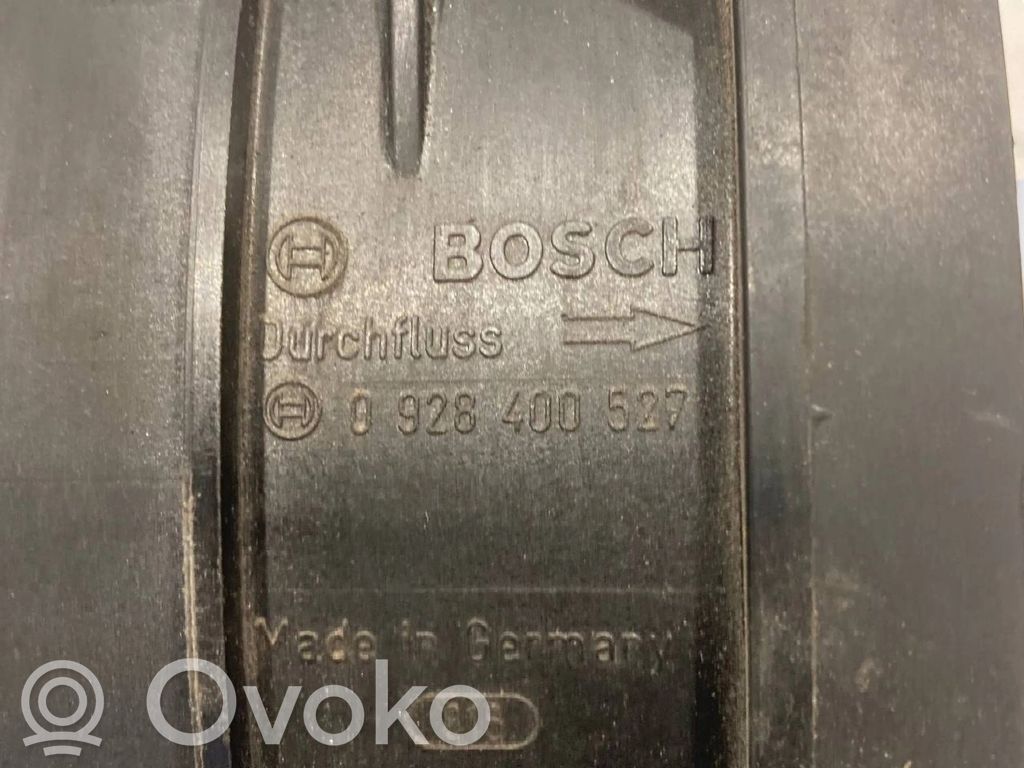 BOSCH
Durchfluss
0 928 400 527
Made in Germany
Ovoko